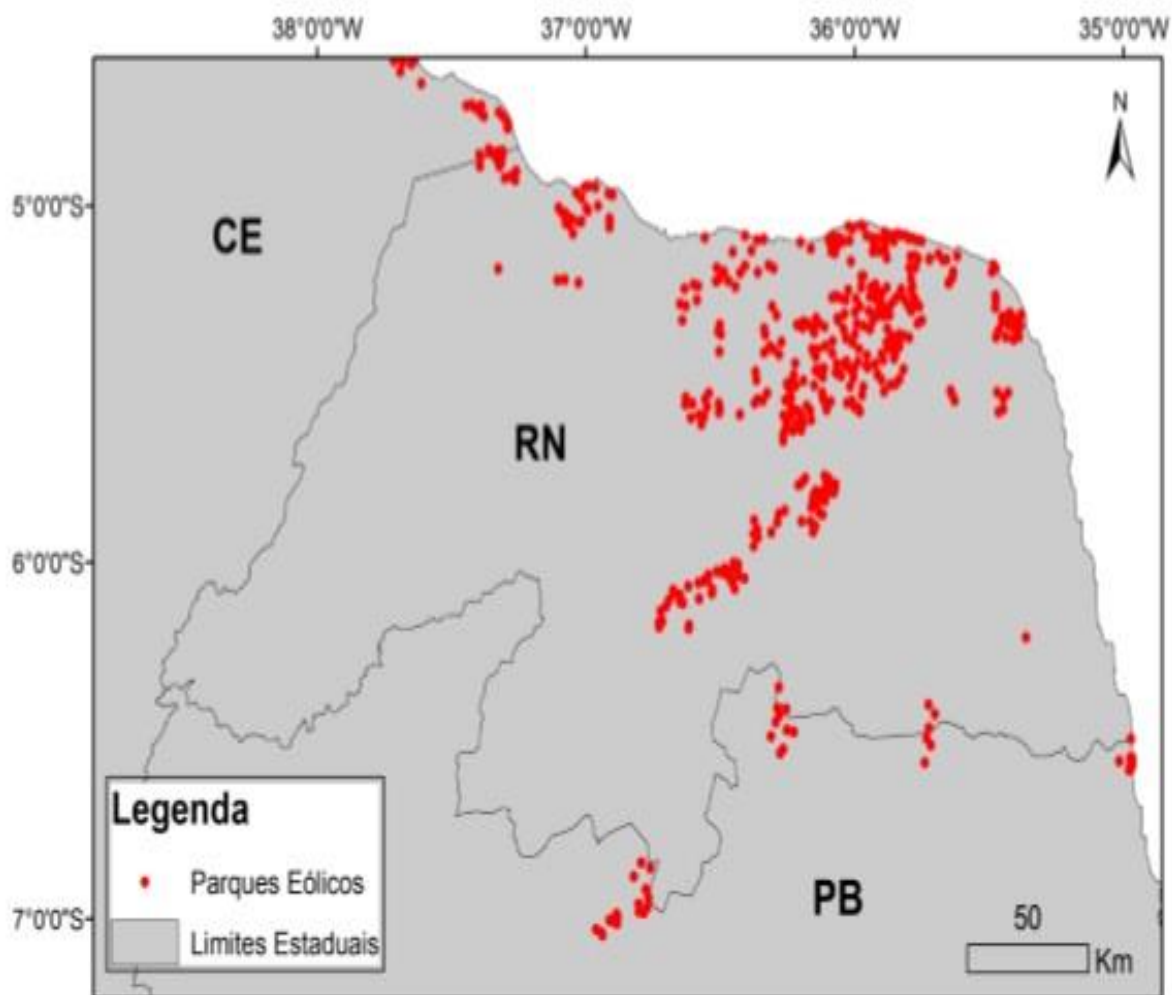 38°0'0"W 37°0'0"W 36°0'0"W 35°0'0"W
N
5°0'0"S
CE
RN
6°0'0"S
Legenda
Parques Eólicos
Limites Estaduais
PB
7°0'0"S
50
Km